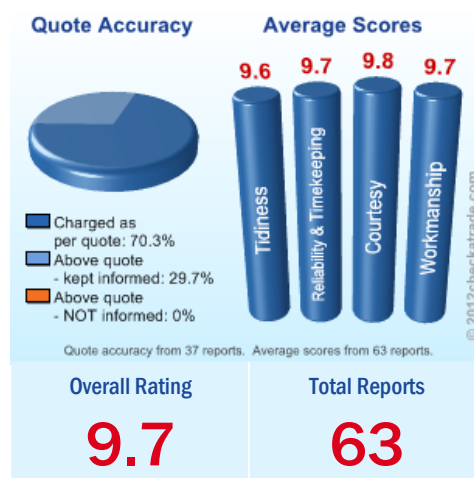 Quote Accuracy
Average Scores
9.6
9.7
9.8
9.7
Tidiness
Reliability & Timekeeping
Courtesy
Workmanship
Charged as
per quote: 70.3%
Above quote
- kept informed: 29.7%
Above quote
- NOT informed: 0%
© 2012checkatrade.com
Quote accuracy from 37 reports. Average scores from 63 reports.
Overall Rating
Total Reports
9.7
63